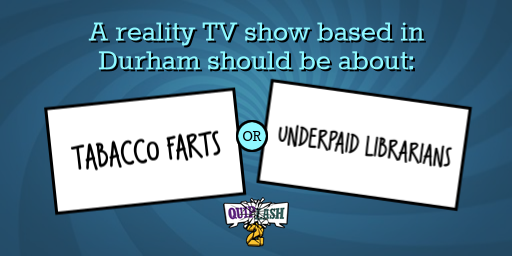 A reality TV show based in
Durham should be about:
TABACCO FARTS
OR
UNDERPAID LIBRARIANS
QUIPLASH
2